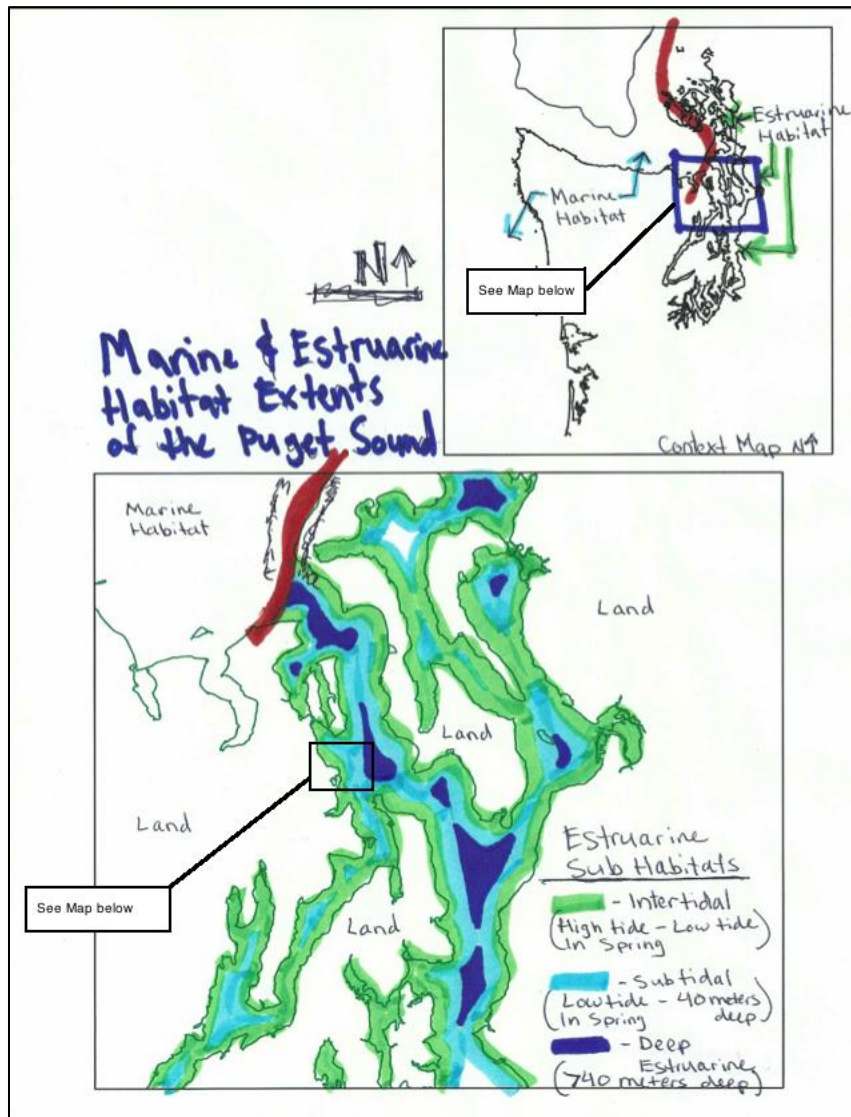 Estruarine
Habitat
Marine
Habitat
See Map below
Context Map N
N
Marine & Estruarine
Habitat Extents
of the Puget Sound
Marine
Habitat
Land
Land
Land
See Map below
Land
Estruarine
Sub Habitats
- Intertidal
(High tide - Low tide)
In Spring
- Subtidal
(Low tide - 40 meters
In Spring deep)
- Deep
Estuarine
(>40 meters deep)